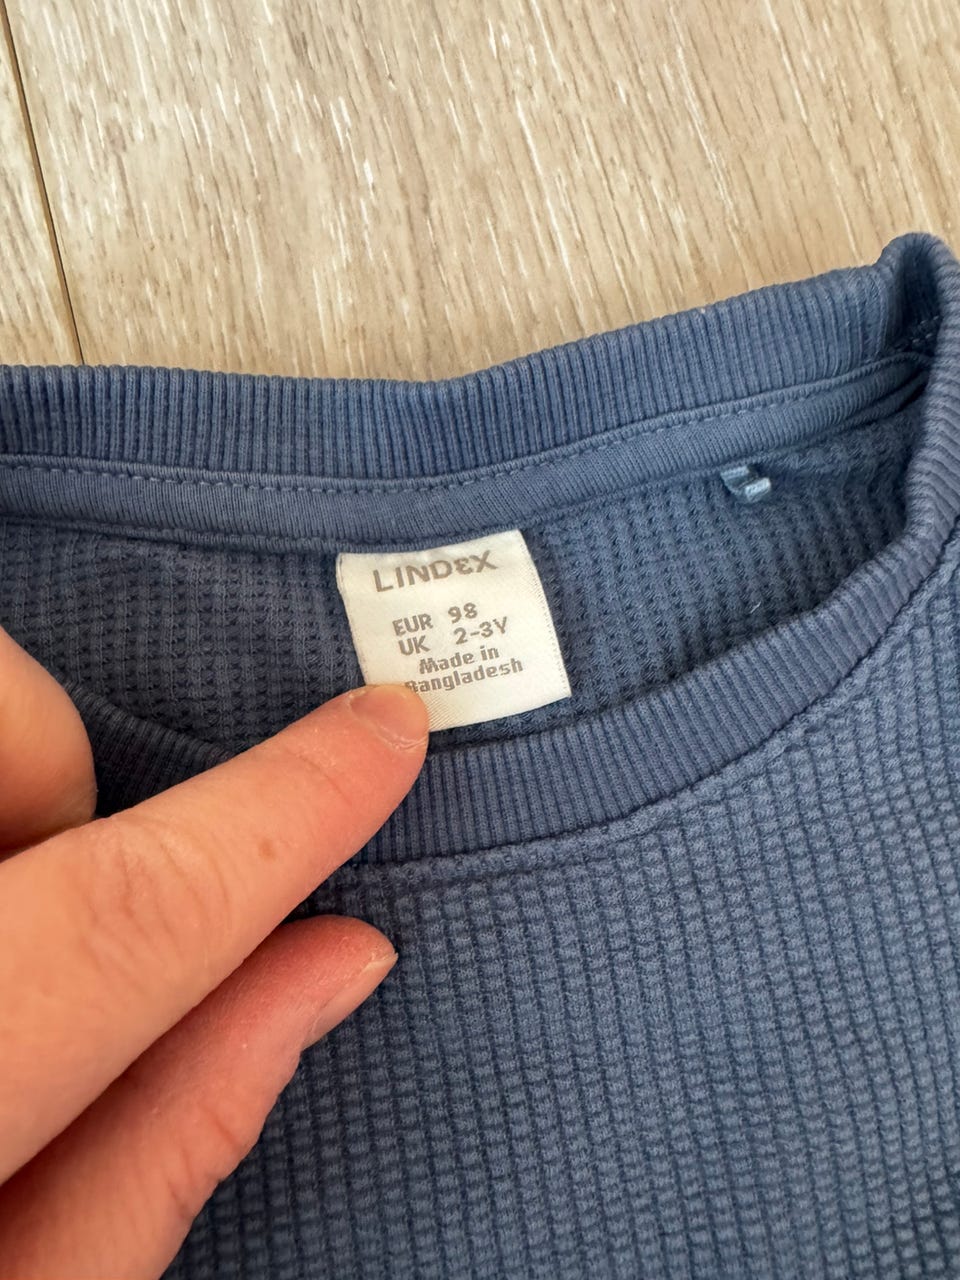 LINDEX
EUR 98
UK 2-3Y
Made in
Bangladesh